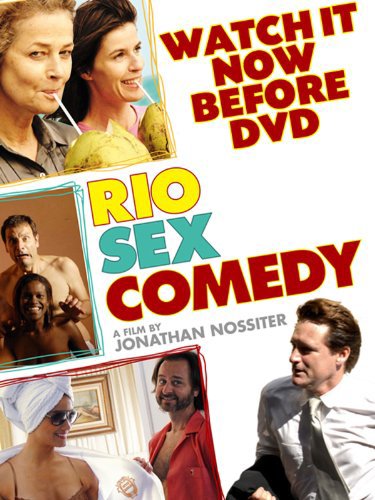 WATCH IT
NOW
BEFORE
DVD
RIO
SEX
COMEDY
A FILM BY
JONATHAN NOSSITER